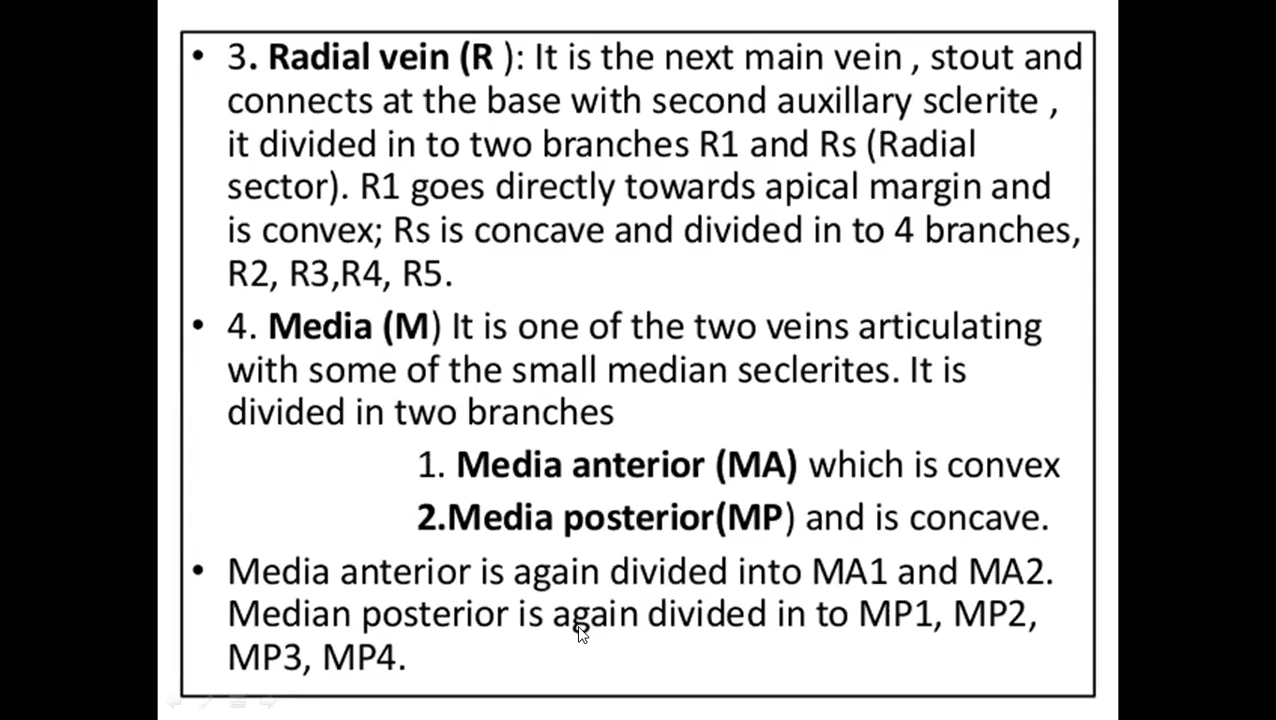 • 3. Radial vein (R ): It is the next main vein , stout and
connects at the base with second auxillary sclerite ,
it divided in to two branches R1 and Rs (Radial
sector). R1 goes directly towards apical margin and
is convex; Rs is concave and divided in to 4 branches,
R2, R3,R4, R5.
• 4. Media (M) It is one of the two veins articulating
with some of the small median seclerites. It is
divided in two branches
1. Media anterior (MA) which is convex
2.Media posterior(MP) and is concave.
• Media anterior is again divided into MA1 and MA2.
Median posterior is again divided in to MP1, MP2,
MP3, MP4.